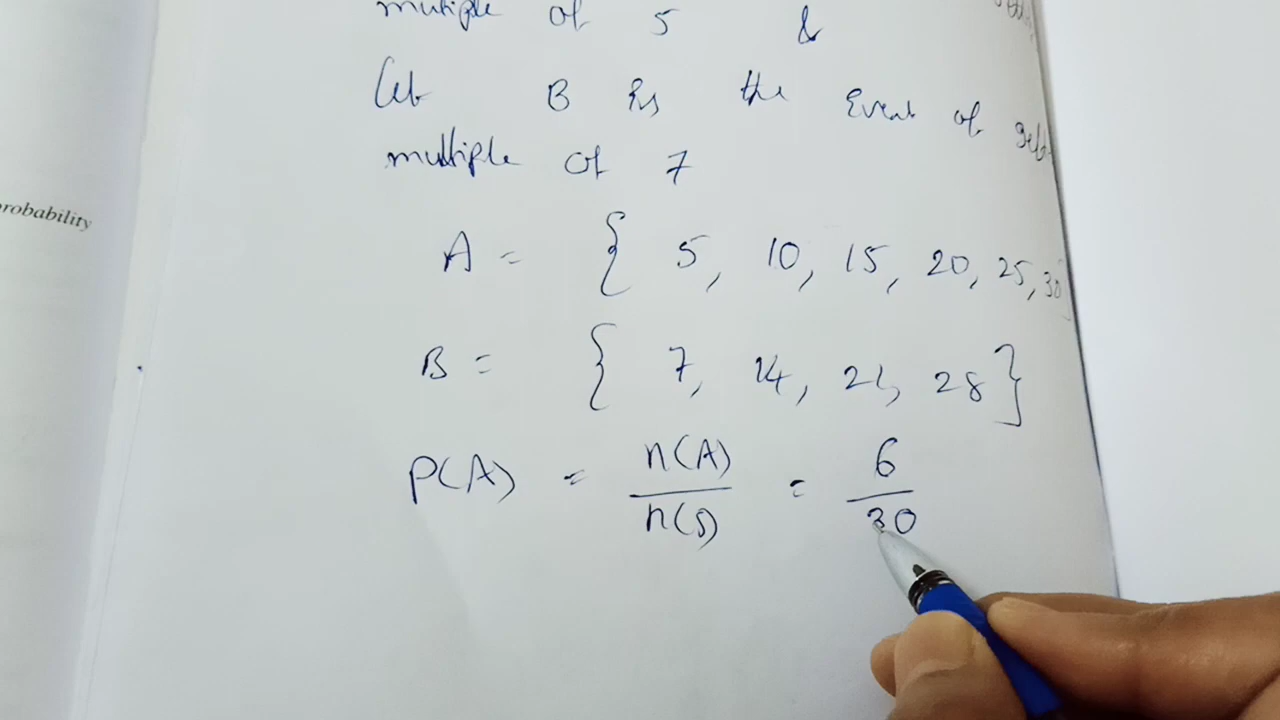 multiple of 5 &
Let B is the Event of
multiple of 7
probability
A = { 5, 10, 15, 20, 25, 30
B = { 7, 14, 21, 28 }
P(A) = n(A) / n(S) = 6 / 30